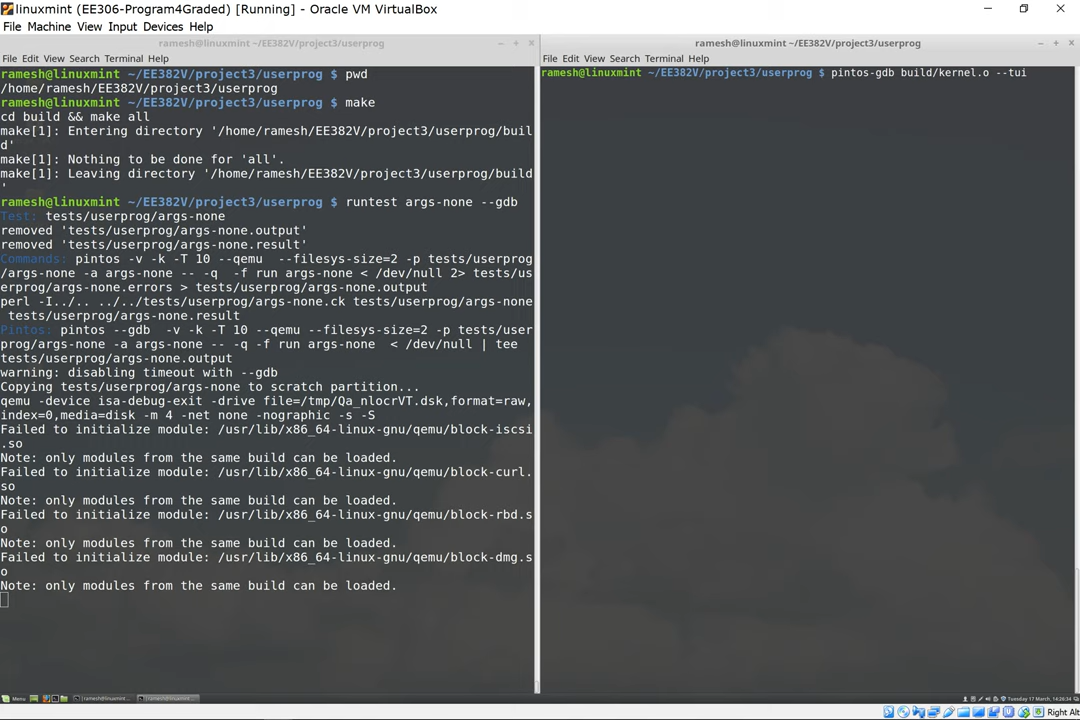 linuxmint (EE306-Program4Graded) [Running] - Oracle VM VirtualBox
File Machine View Input Devices Help
ramesh@linuxmint:~/EE382V/project3/userprog
File Edit View Search Terminal Help
ramesh@linuxmint ~/EE382V/project3/userprog $ pwd
/home/ramesh/EE382V/project3/userprog
ramesh@linuxmint ~/EE382V/project3/userprog $ make
cd build && make all
make[1]: Entering directory '/home/ramesh/EE382V/project3/userprog/buil
d'
make[1]: Nothing to be done for 'all'.
make[1]: Leaving directory '/home/ramesh/EE382V/project3/userprog/build
'
ramesh@linuxmint ~/EE382V/project3/userprog $ runtest args-none --gdb
Test: tests/userprog/args-none
removed 'tests/userprog/args-none.output'
removed 'tests/userprog/args-none.result'
Commands: pintos -v -k -T 10 --qemu  --filesys-size=2 -p tests/userprog
/args-none -a args-none -- -q  -f run args-none < /dev/null 2> tests/us
erprog/args-none.errors > tests/userprog/args-none.output
perl -I../.. ../../tests/userprog/args-none.ck tests/userprog/args-none
 tests/userprog/args-none.result
Pintos: pintos --gdb  -v -k -T 10 --qemu --filesys-size=2 -p tests/user
prog/args-none -a args-none -- -q -f run args-none  < /dev/null | tee
tests/userprog/args-none.output
warning: disabling timeout with --gdb
Copying tests/userprog/args-none to scratch partition...
qemu -device isa-debug-exit -drive file=/tmp/Qa_nlocrVT.dsk,format=raw,
index=0,media=disk -m 4 -net none -nographic -s -S
Failed to initialize module: /usr/lib/x86_64-linux-gnu/qemu/block-iscsi
.so
Note: only modules from the same build can be loaded.
Failed to initialize module: /usr/lib/x86_64-linux-gnu/qemu/block-curl.
so
Note: only modules from the same build can be loaded.
Failed to initialize module: /usr/lib/x86_64-linux-gnu/qemu/block-rbd.s
o
Note: only modules from the same build can be loaded.
Failed to initialize module: /usr/lib/x86_64-linux-gnu/qemu/block-dmg.s
o
Note: only modules from the same build can be loaded.
ramesh@linuxmint:~/EE382V/project3/userprog
File Edit View Search Terminal Help
ramesh@linuxmint ~/EE382V/project3/userprog $ pintos-gdb build/kernel.o --tui
Menu
Tuesday 17 March, 14:20:34
Right Alt